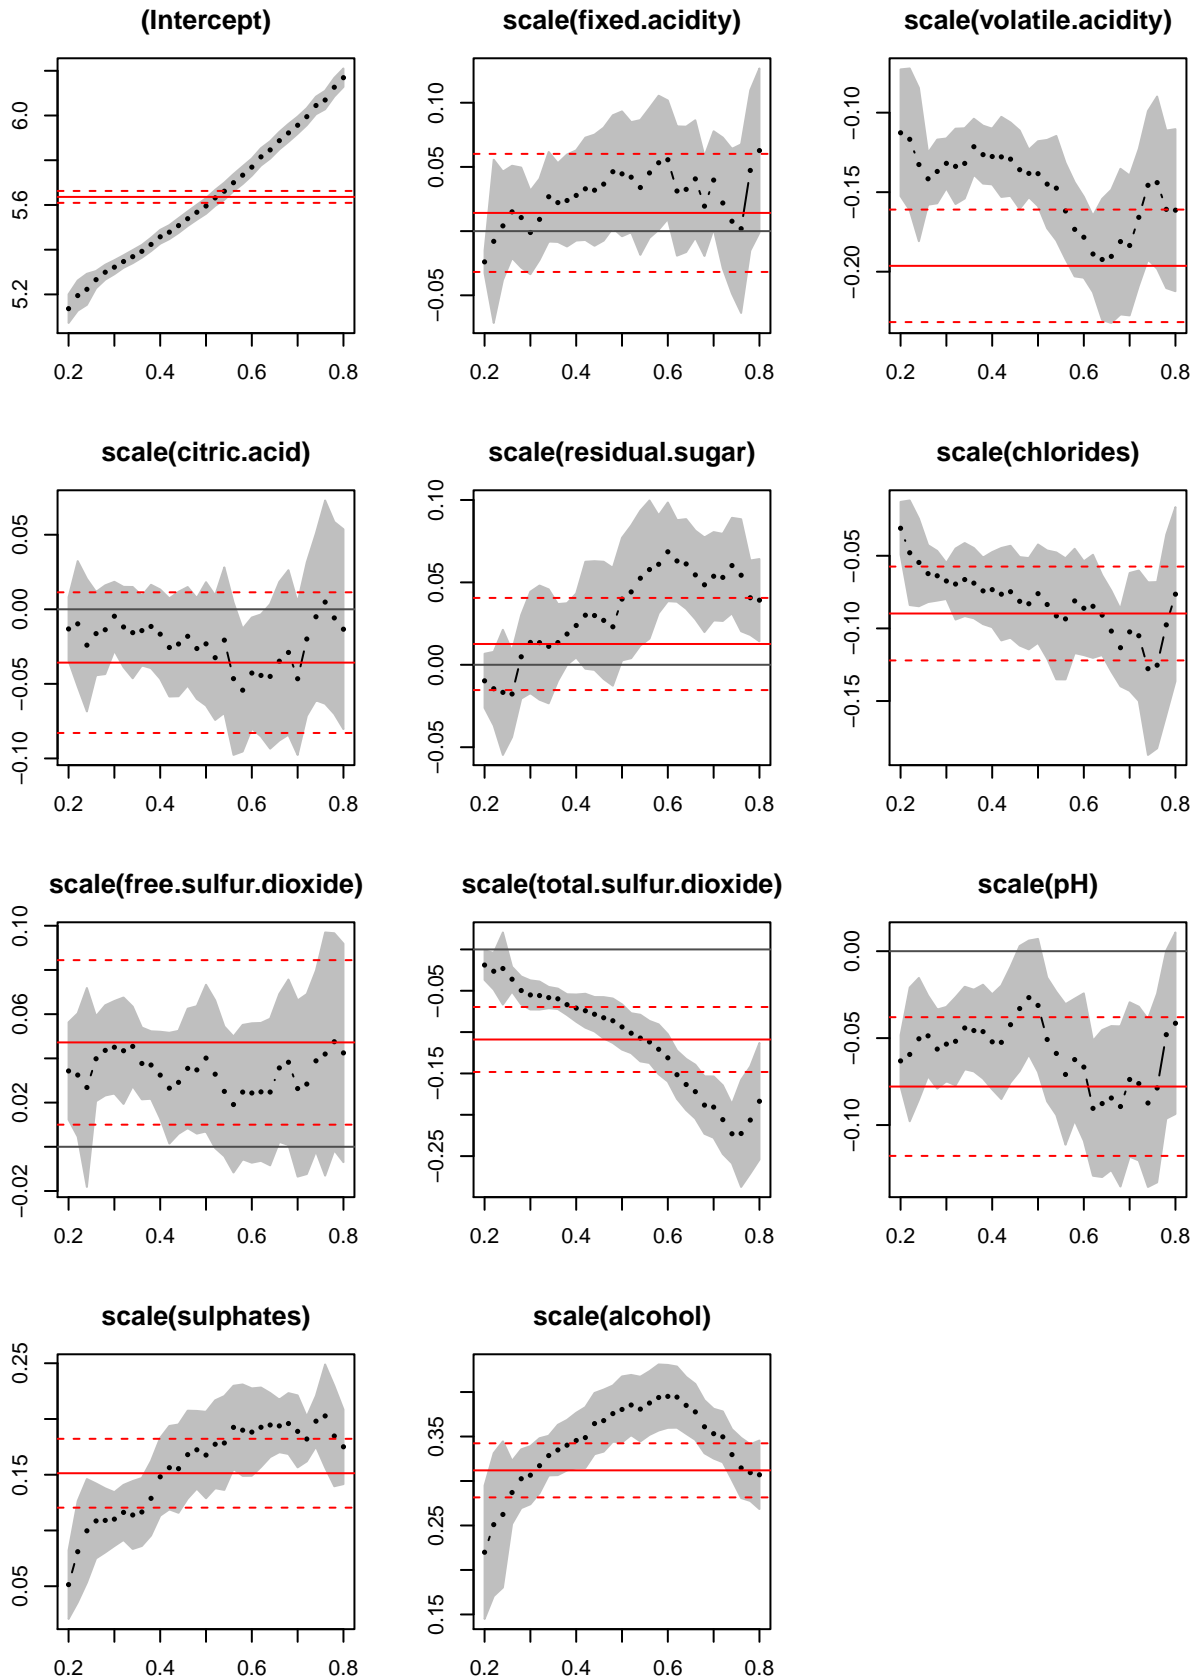 (Intercept)
scale(fixed.acidity)
scale(volatile.acidity)
5.2 5.6 6.0
0.2 0.4 0.6 0.8
−0.05 0.05 0.10
0.2 0.4 0.6 0.8
−0.20 −0.15 −0.10
0.2 0.4 0.6 0.8
scale(citric.acid)
scale(residual.sugar)
scale(chlorides)
−0.10 −0.05 0.00 0.05
0.2 0.4 0.6 0.8
−0.05 0.00 0.05 0.10
0.2 0.4 0.6 0.8
−0.15 −0.10 −0.05
0.2 0.4 0.6 0.8
scale(free.sulfur.dioxide)
scale(total.sulfur.dioxide)
scale(pH)
−0.02 0.02 0.06 0.10
0.2 0.4 0.6 0.8
−0.25 −0.15 −0.05
0.2 0.4 0.6 0.8
−0.10 −0.05 0.00
0.2 0.4 0.6 0.8
scale(sulphates)
scale(alcohol)
0.05 0.15 0.25
0.2 0.4 0.6 0.8
0.15 0.25 0.35
0.2 0.4 0.6 0.8